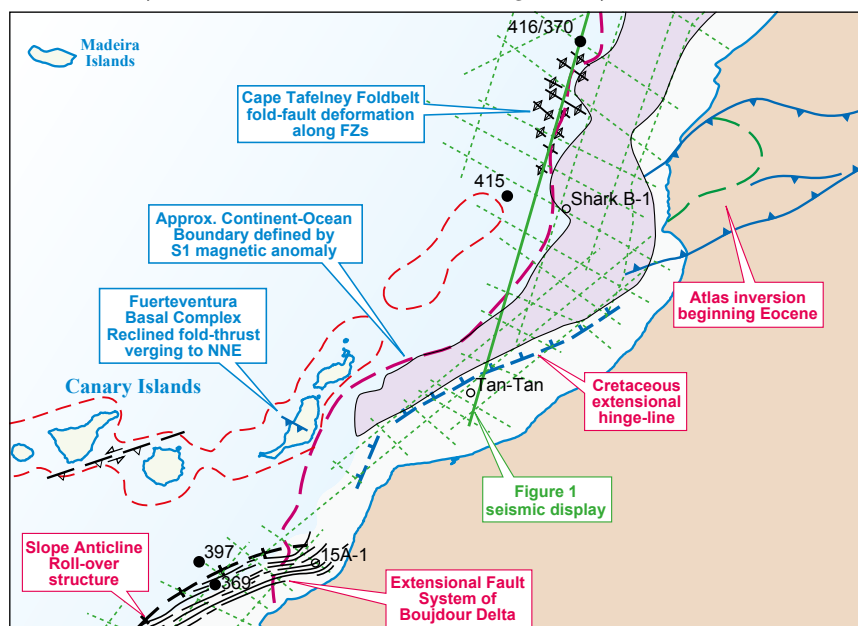 416/370
Madeira
Islands
Cape Tafelney Foldbelt
fold-fault deformation
along FZs
415
Shark B-1
Approx. Continent-Ocean
Boundary defined by
S1 magnetic anomaly
Fuerteventura
Basal Complex
Reclined fold-thrust
verging to NNE
Atlas inversion
beginning Eocene
Canary Islands
Tan-Tan
Cretaceous
extensional
hinge-line
Figure 1
seismic display
Slope Anticline
Roll-over
structure
397
369
15A-1
Extensional Fault
System of
Boujdour Delta